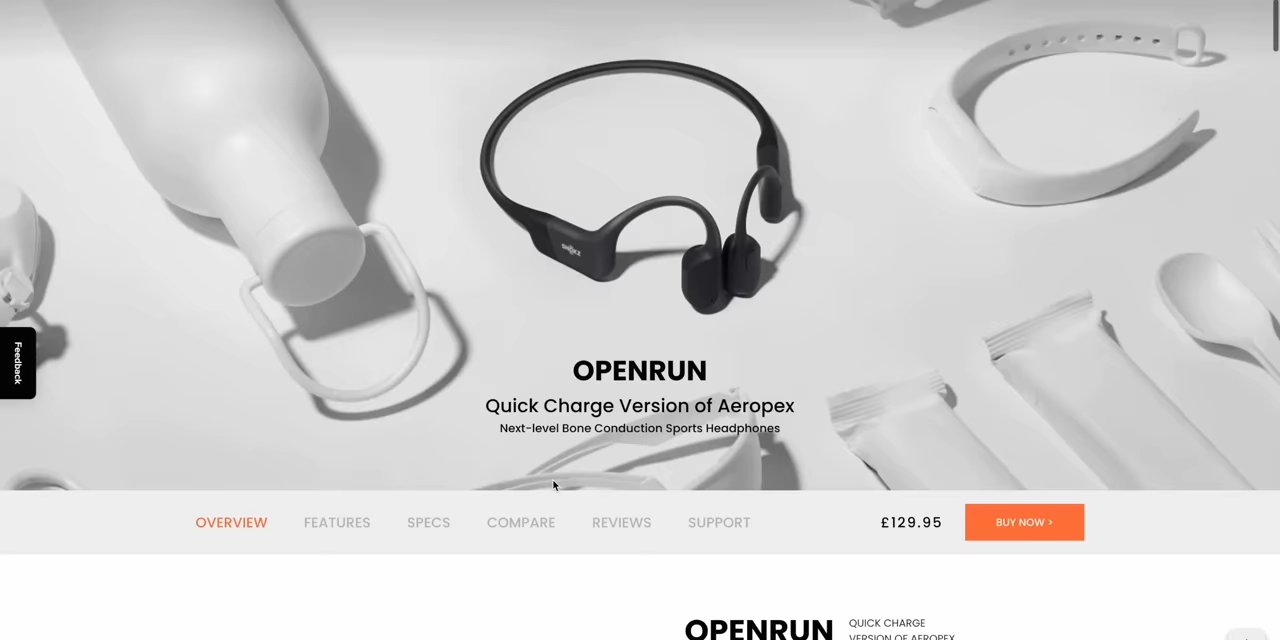 SHOKZ
Feedback
OPENRUN
Quick Charge Version of Aeropex
Next-level Bone Conduction Sports Headphones
OVERVIEW FEATURES SPECS COMPARE REVIEWS SUPPORT £129.95 BUY NOW >
OPENRUN QUICK CHARGE
VERSION OF AEROPEX